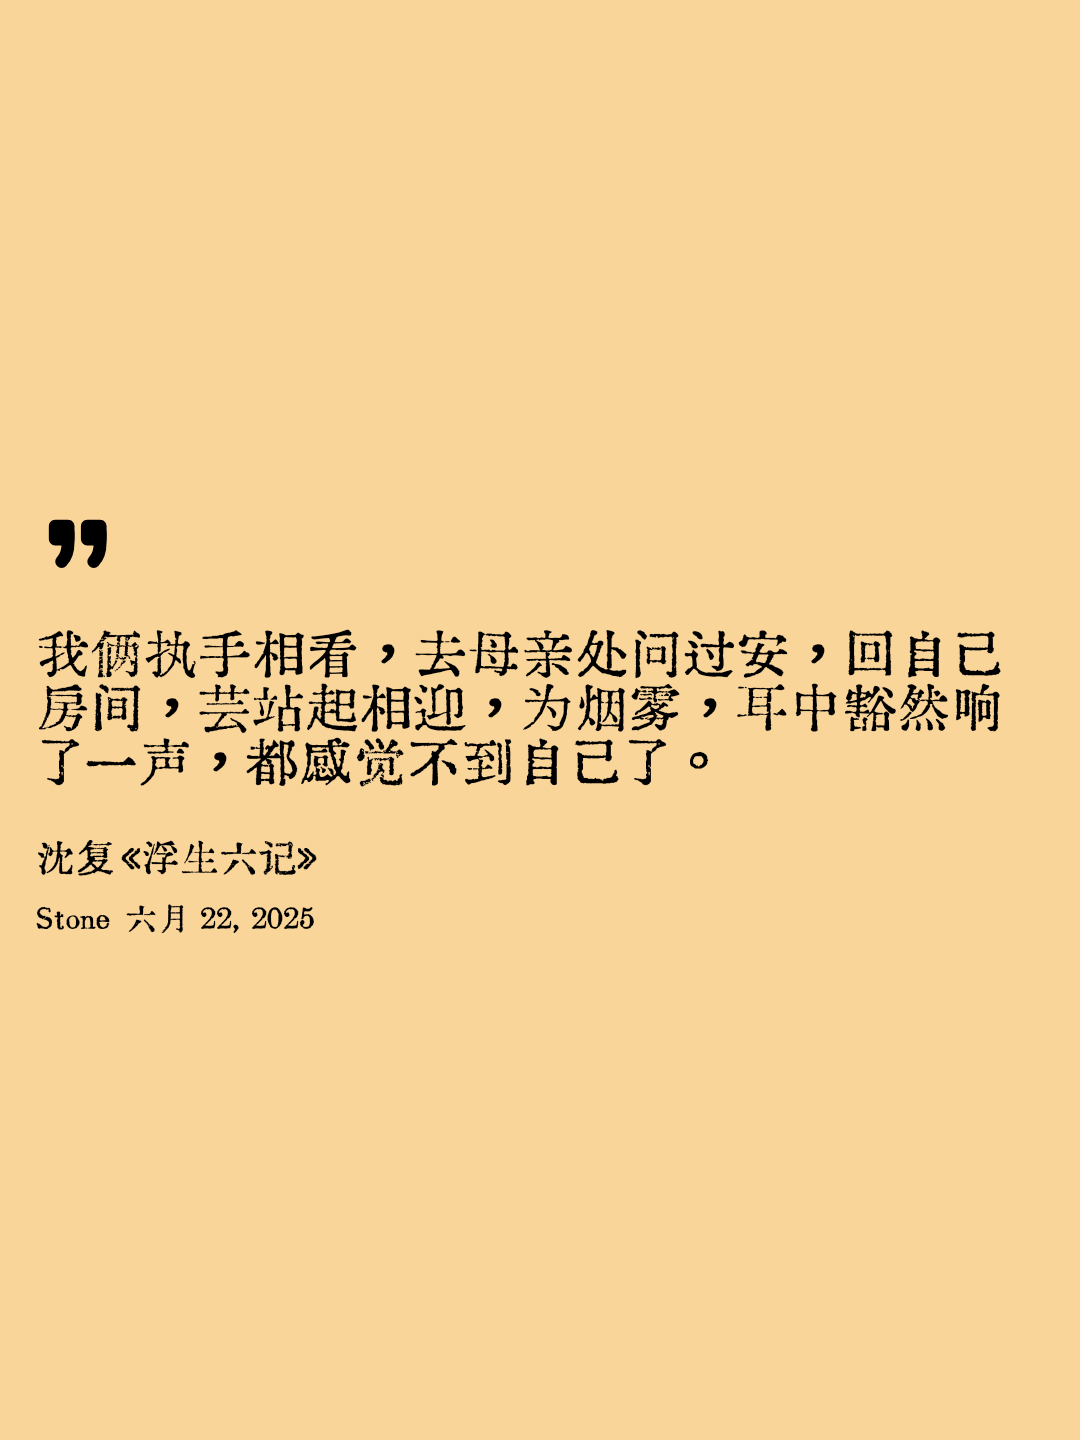 ”
我俩执手相看，去母亲处问过安，回自己
房间，芸站起相迎，为烟雾，耳中豁然响
了一声，都感觉不到自己了。
沈复《浮生六记》
Stone 六月 22, 2025